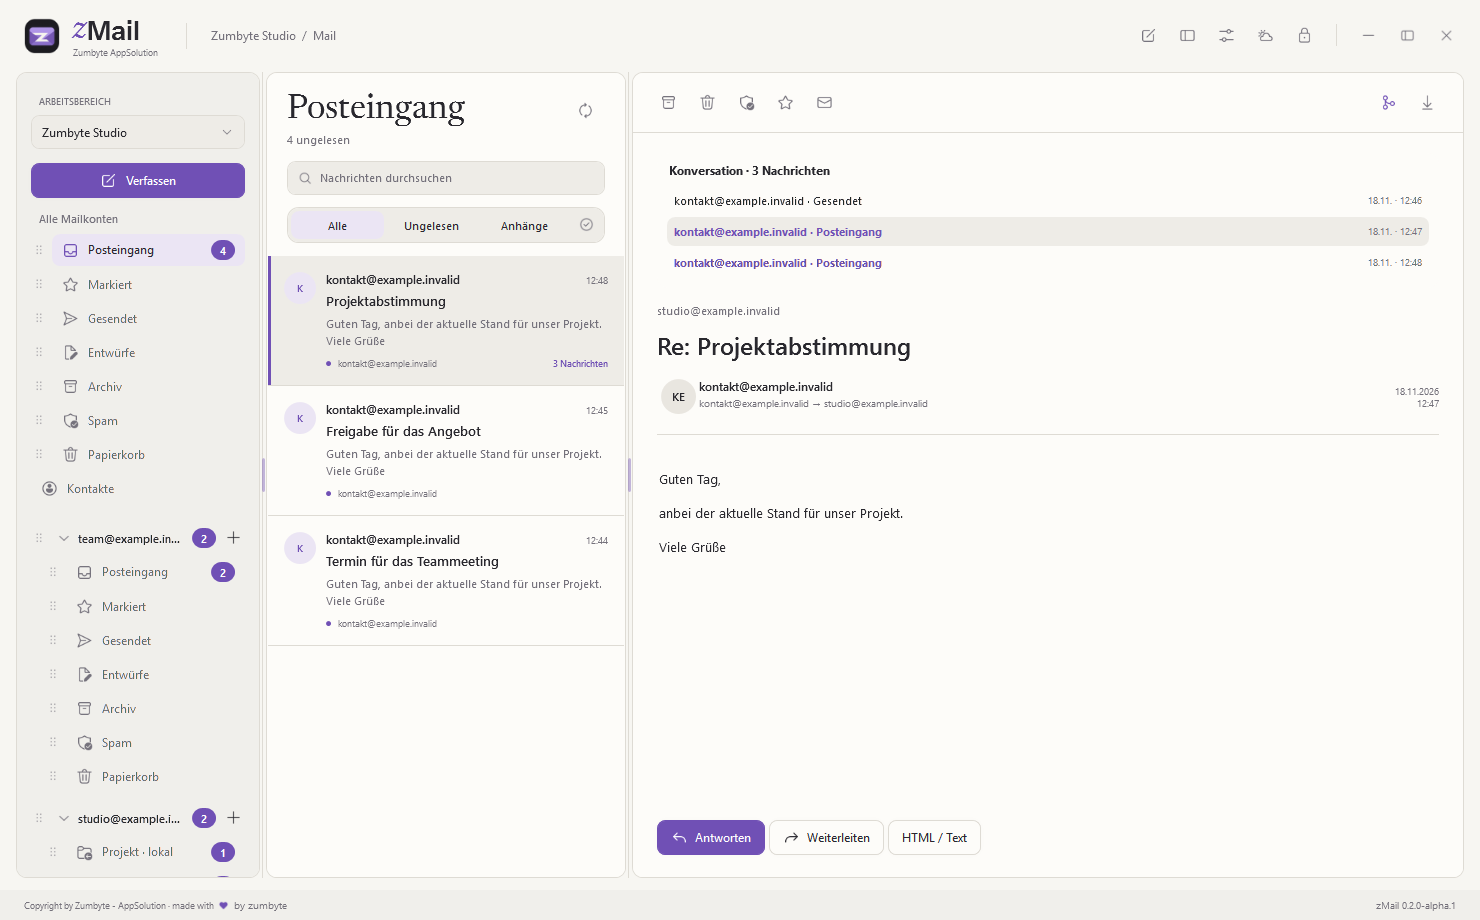 zMail
Zumbyte AppSolution
Zumbyte Studio / Mail
ARBEITSBEREICH
Zumbyte Studio
Verfassen
Alle Mailkonten
Posteingang 4
Markiert
Gesendet
Entwürfe
Archiv
Spam
Papierkorb
Kontakte
team@example.in... 2
Posteingang 2
Markiert
Gesendet
Entwürfe
Archiv
Spam
Papierkorb
studio@example.i... 2
Projekt · lokal 1
Posteingang
4 ungelesen
Nachrichten durchsuchen
Alle Ungelesen Anhänge
K
kontakt@example.invalid 12:48
Projektabstimmung
Guten Tag, anbei der aktuelle Stand für unser Projekt.
Viele Grüße
kontakt@example.invalid 3 Nachrichten
K
kontakt@example.invalid 12:45
Freigabe für das Angebot
Guten Tag, anbei der aktuelle Stand für unser Projekt.
Viele Grüße
kontakt@example.invalid
K
kontakt@example.invalid 12:44
Termin für das Teammeeting
Guten Tag, anbei der aktuelle Stand für unser Projekt.
Viele Grüße
kontakt@example.invalid
Konversation · 3 Nachrichten
kontakt@example.invalid · Gesendet 18.11. · 12:46
kontakt@example.invalid · Posteingang 18.11. · 12:47
kontakt@example.invalid · Posteingang 18.11. · 12:48
studio@example.invalid
Re: Projektabstimmung
KE
kontakt@example.invalid
kontakt@example.invalid → studio@example.invalid
18.11.2026
12:47
Guten Tag,
anbei der aktuelle Stand für unser Projekt.
Viele Grüße
Antworten Weiterleiten HTML / Text
Copyright by Zumbyte - AppSolution · made with 💜 by zumbyte
zMail 0.2.0-alpha.1